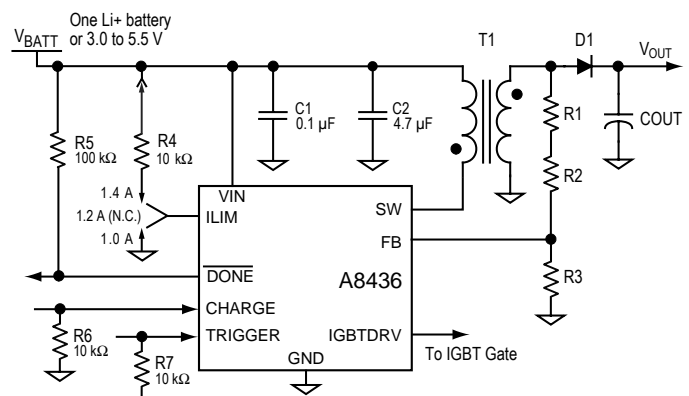 One Li+ battery
or 3.0 to 5.5 V
VBATT
T1
D1
VOUT
R5
100 kΩ
R4
10 kΩ
C1
0.1 µF
C2
4.7 µF
R1
COUT
R2
1.4 A
1.2 A (N.C.)
1.0 A
VIN
ILIM
SW
FB
DONE
A8436
R3
CHARGE
TRIGGER
IGBTDRV
R6
10 kΩ
R7
10 kΩ
GND
To IGBT Gate